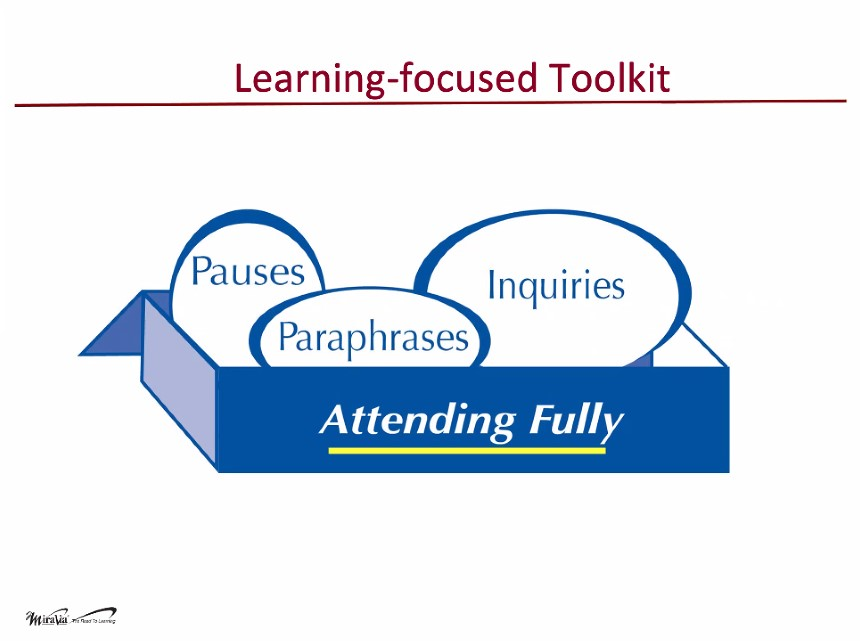 Learning-focused Toolkit
Pauses
Inquiries
Paraphrases
Attending Fully
MiraVia The Road To Learning